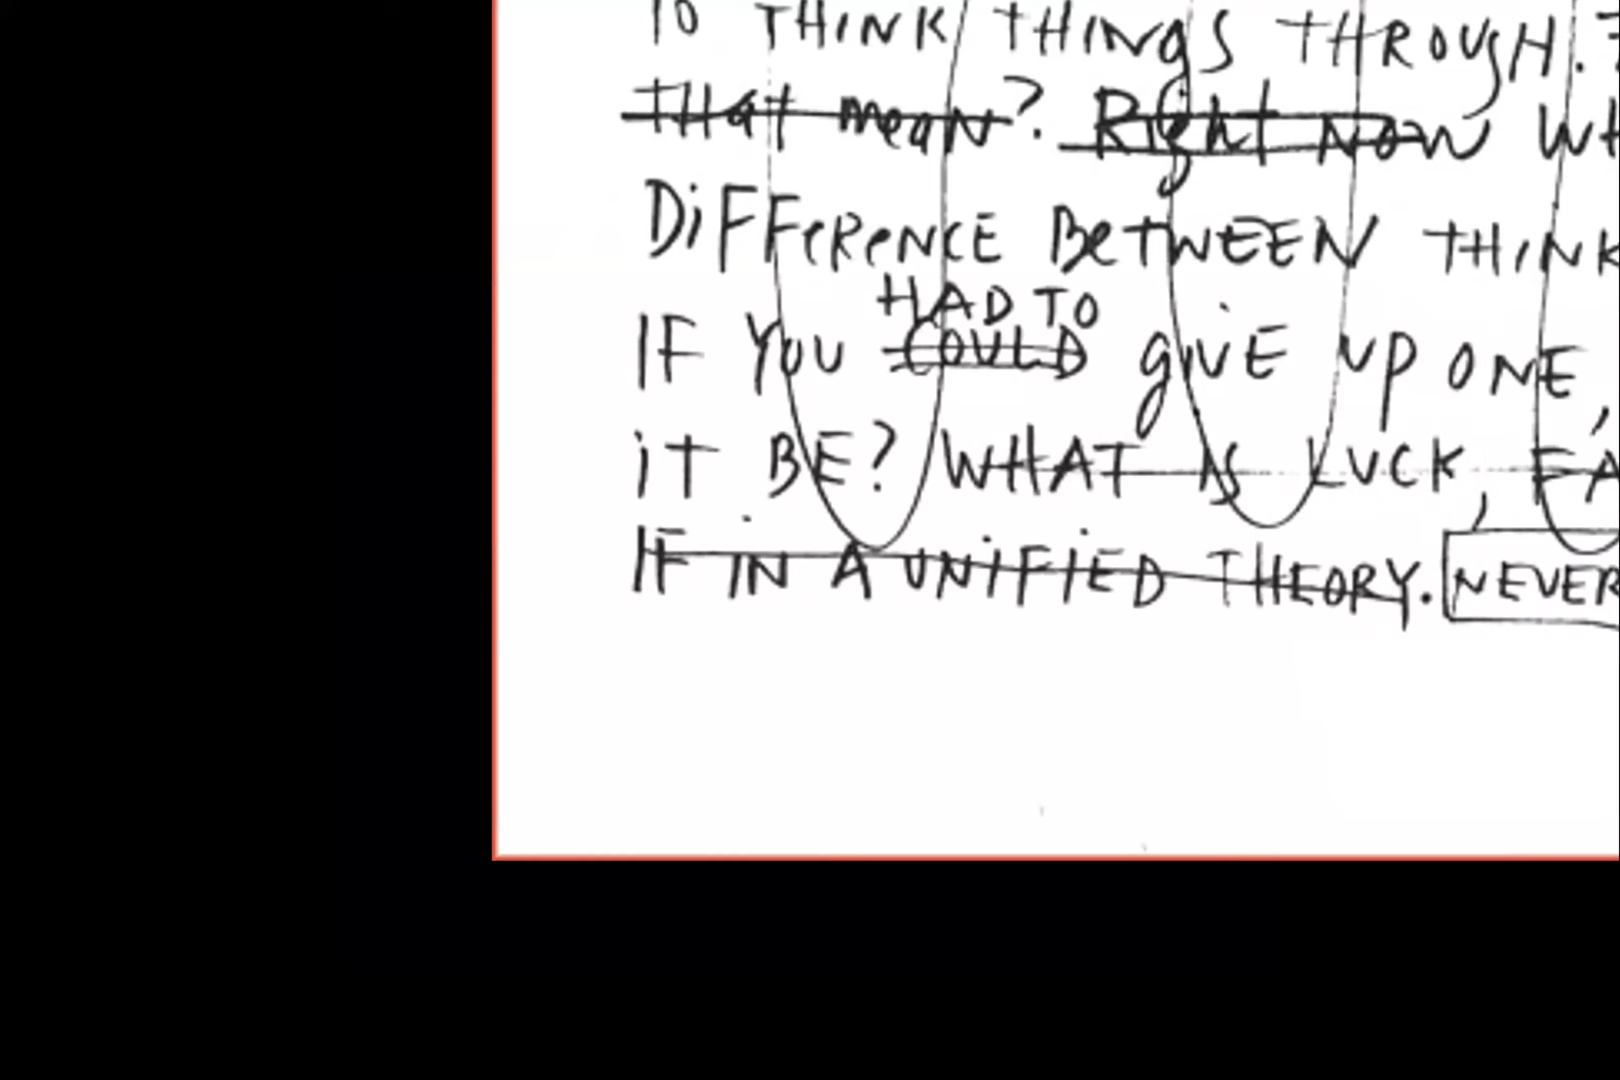 TO THINK THINGS THROUGH.
THat meaN? Right NOW WH
DiFFeReNCE BeTWEEN THINK
HAD TO
IF YOU COULD giVE UP ONE,
iT BE? WHAT IS LUCK, FA
IF iN A UNiFiED THEORY. NEVER